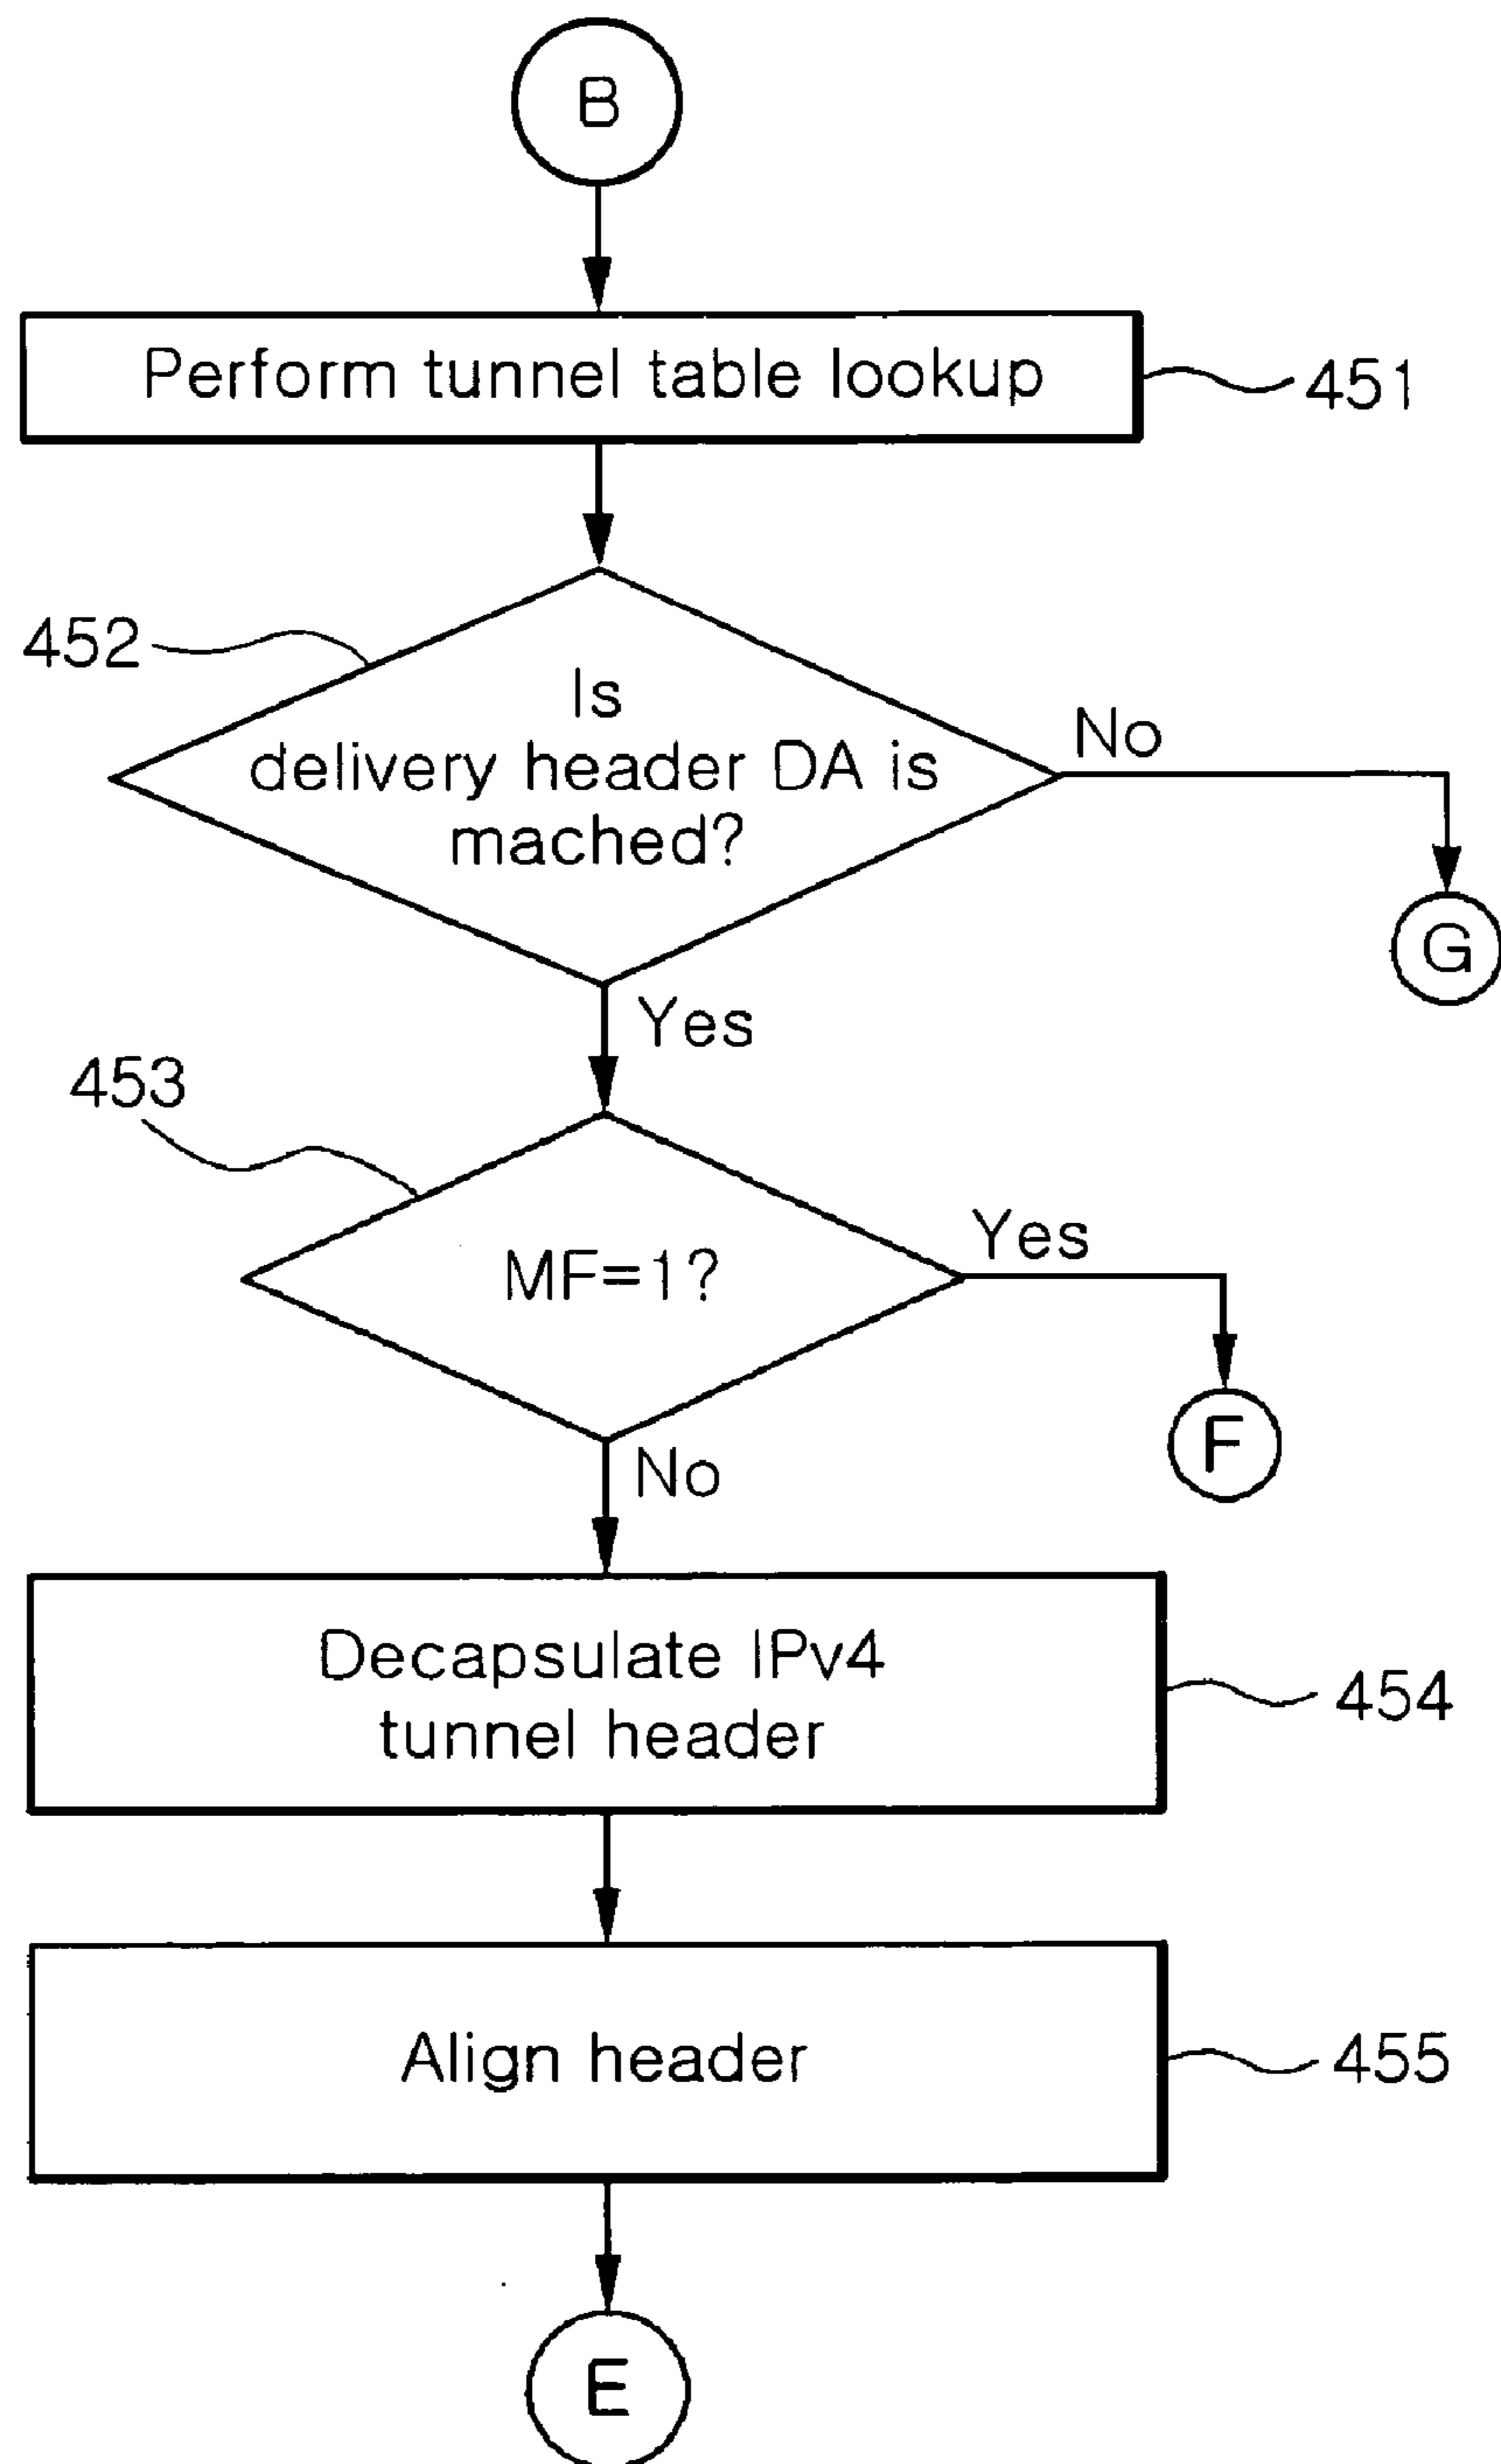 B
Perform tunnel table lookup
451
452
Is
delivery header DA is
mached?
No
G
Yes
453
MF=1?
Yes
F
No
Decapsulate IPv4
tunnel header
454
Align header
455
E